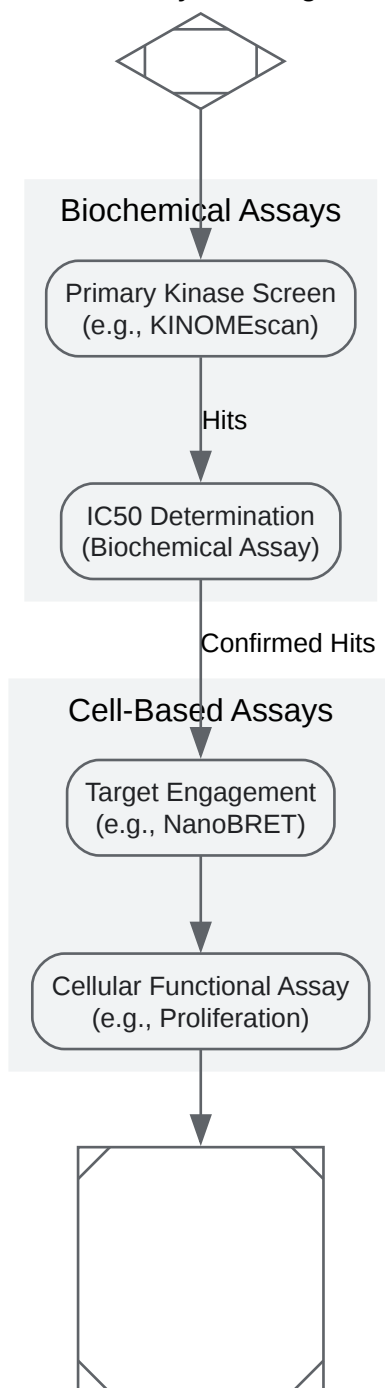 Biochemical Assays
Primary Kinase Screen
(e.g., KINOMEscan)
Hits
IC50 Determination
(Biochemical Assay)
Confirmed Hits
Cell-Based Assays
Target Engagement
(e.g., NanoBRET)
Cellular Functional Assay
(e.g., Proliferation)